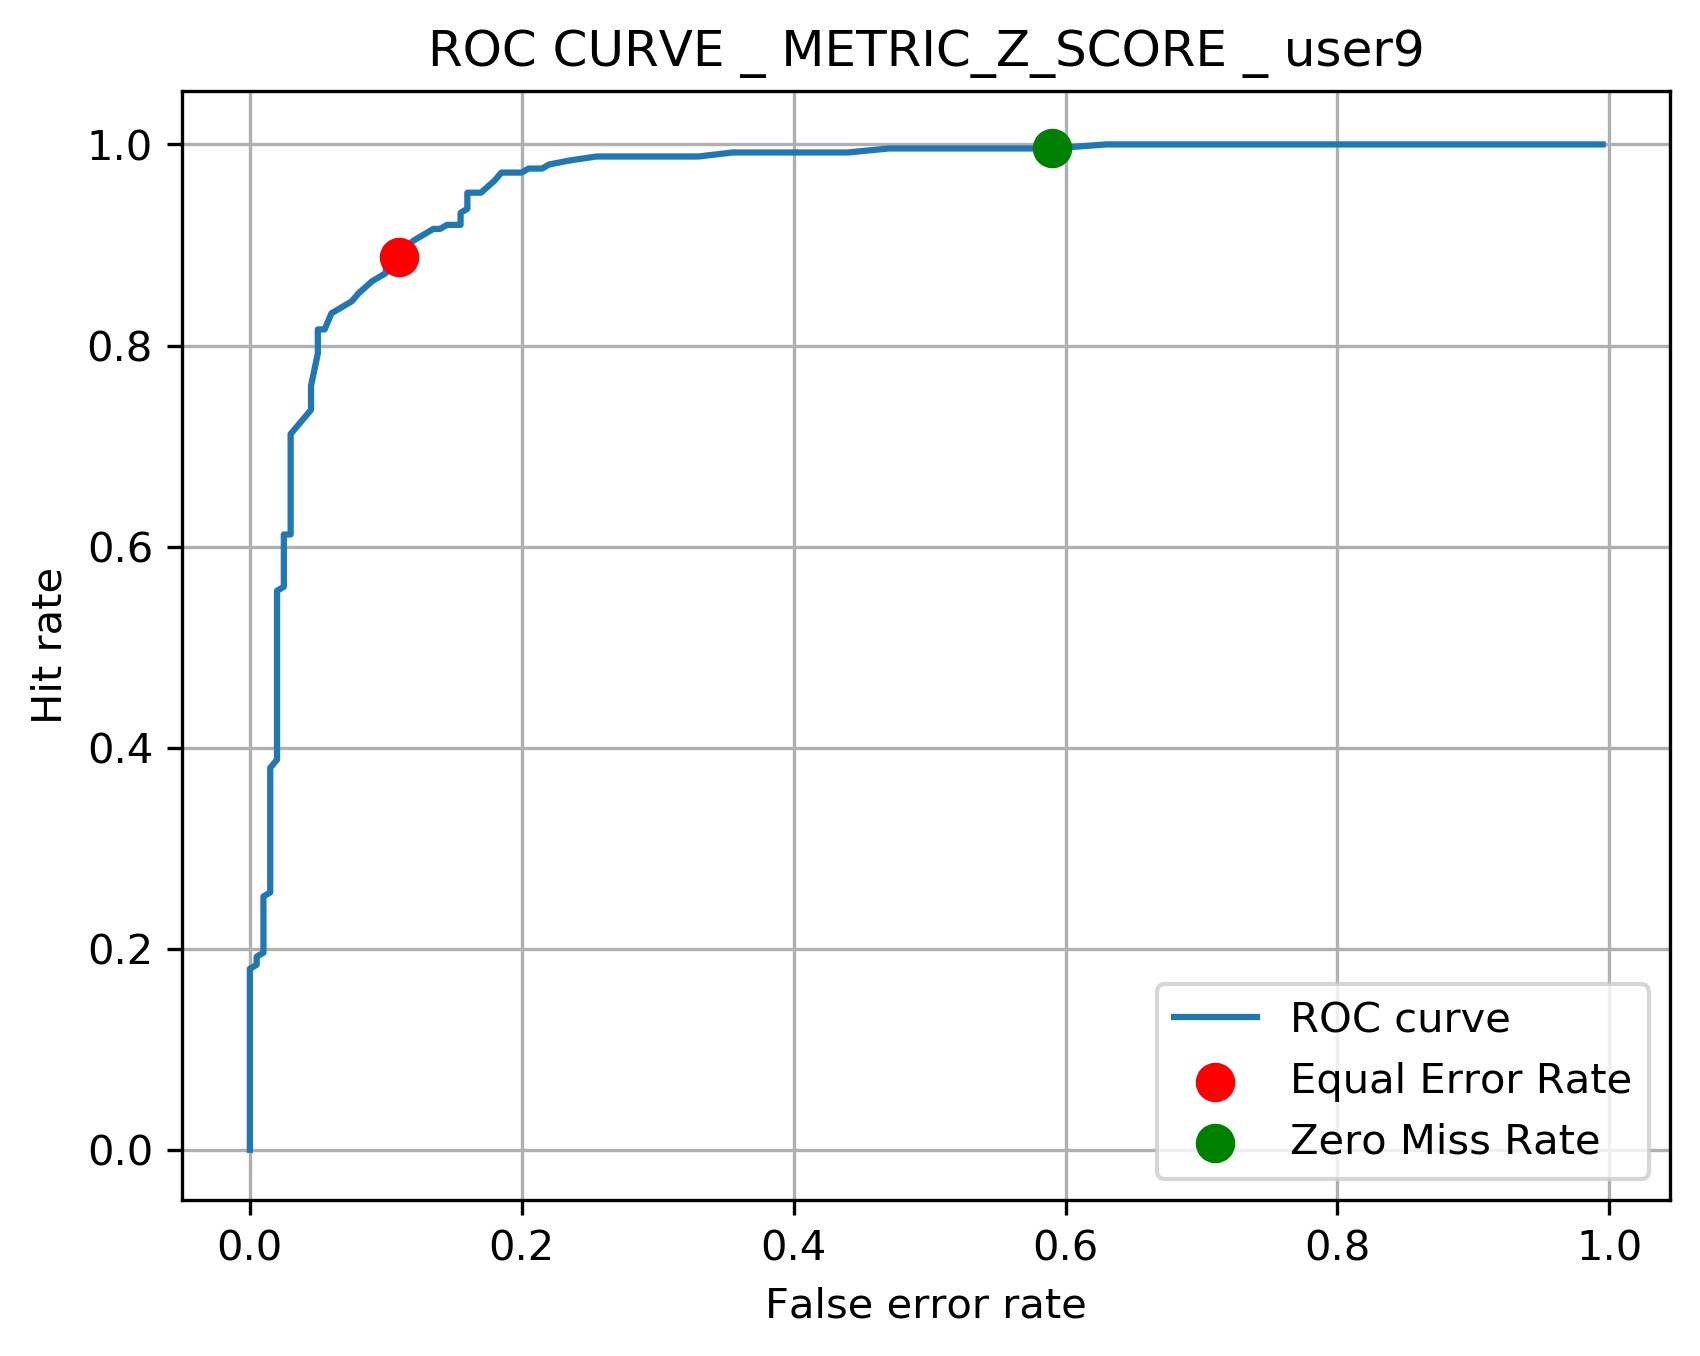 ROC CURVE _ METRIC_Z_SCORE _ user9
1.0
0.8
0.6
0.4
0.2
0.0
Hit rate
0.0 0.2 0.4 0.6 0.8 1.0
False error rate
ROC curve
Equal Error Rate
Zero Miss Rate